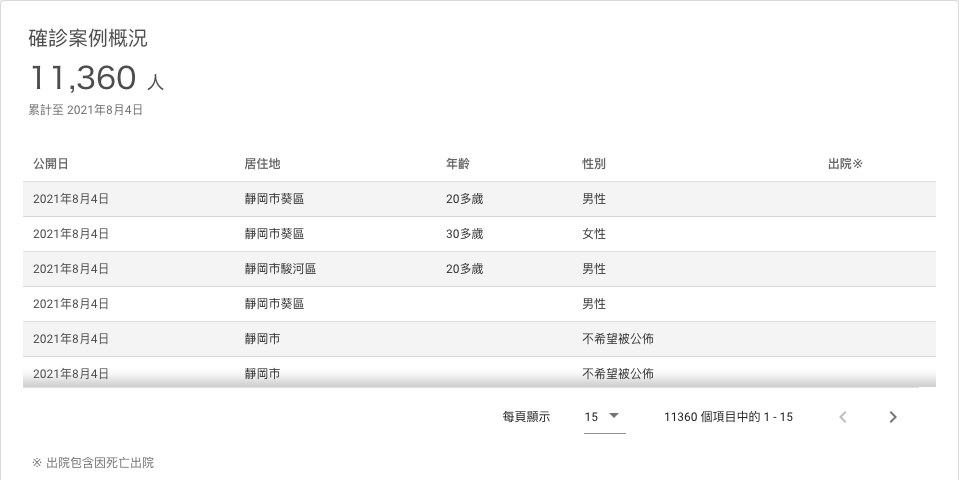 確診案例概況
11,360 人
累計至 2021年8月4日
公開日 居住地 年齡 性別 出院※
2021年8月4日 靜岡市葵區 20多歲 男性
2021年8月4日 靜岡市葵區 30多歲 女性
2021年8月4日 靜岡市駿河區 20多歲 男性
2021年8月4日 靜岡市葵區 男性
2021年8月4日 靜岡市 不希望被公佈
2021年8月4日 靜岡市 不希望被公佈
每頁顯示 15 11360 個項目中的 1 - 15
※ 出院包含因死亡出院